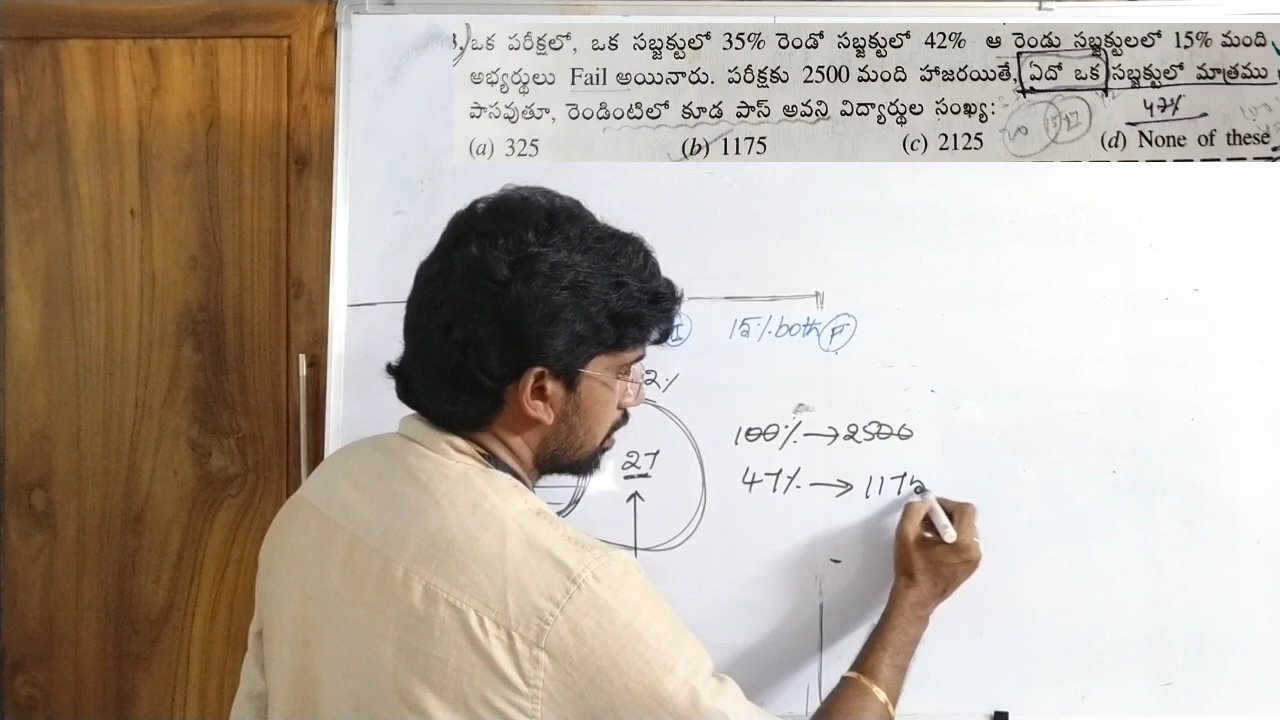 ఒక పరీక్షలో, ఒక సబ్జక్టులో 35% రెండో సబ్జక్టులో 42% ఆ రెండు సబ్జక్టులలో 15% మంది
అభ్యర్థులు Fail అయినారు. పరీక్షకు 2500 మంది హాజరయితే, ఏదో ఒక సబ్జక్టులో మాత్రము
పాసవుతూ, రెండింటిలో కూడ పాస్ అవని విద్యార్థుల సంఖ్య: 47%
(a) 325 (b) 1175 (c) 2125 (d) None of these
II 15% both F
2%
100% → 2500
27
47% → 1175